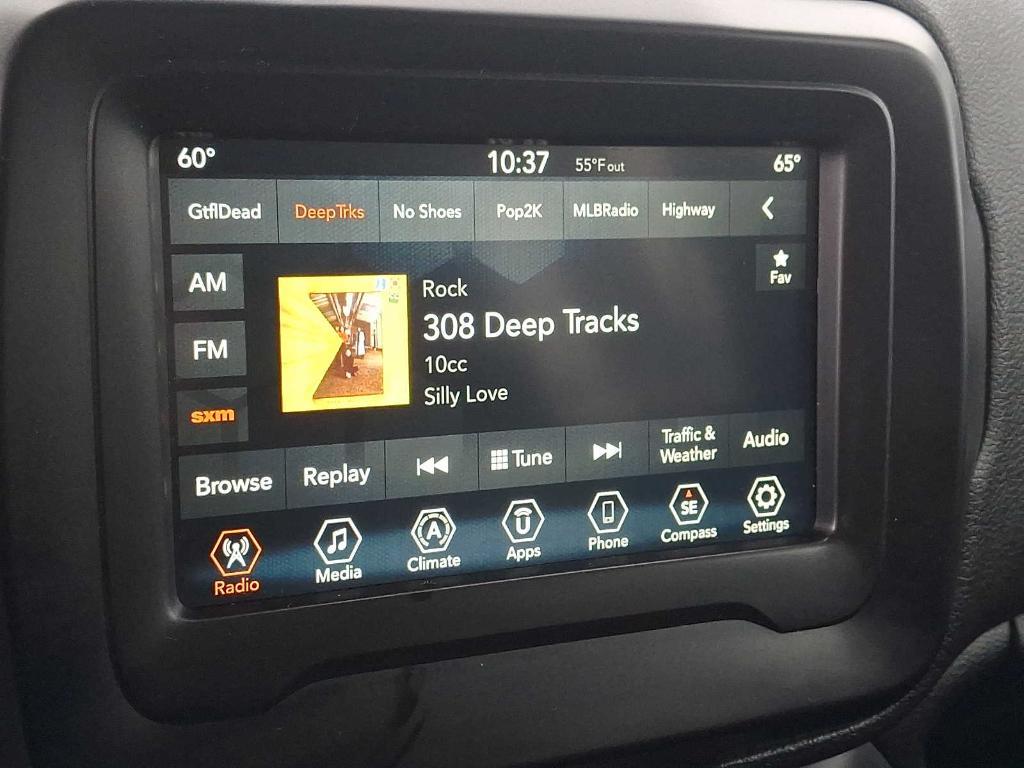 60° 10:37 55°F out 65°
GtflDead DeepTrks No Shoes Pop2K MLBRadio Highway
Fav
AM
FM
sxm
Rock
308 Deep Tracks
10cc
Silly Love
Browse Replay Tune Traffic & Weather Audio
A U SE
Radio Media Climate Apps Phone Compass Settings